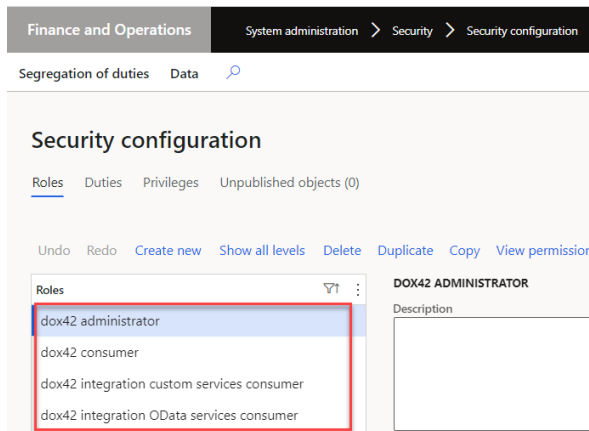 Finance and Operations System administration Security Security configuration
Segregation of duties Data
Security configuration
Roles Duties Privileges Unpublished objects (0)
Undo Redo Create new Show all levels Delete Duplicate Copy View permission
Roles
DOX42 ADMINISTRATOR
Description
dox42 administrator
dox42 consumer
dox42 integration custom services consumer
dox42 integration OData services consumer